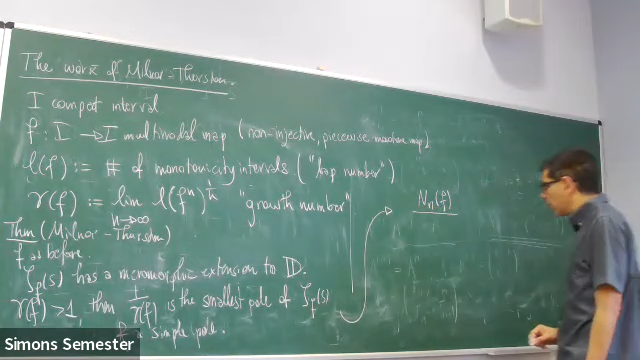 The work of Milnor-Thurston.
I compact interval
f : I → I multimodal map (non-injective, piecewise-monotone map)
l(f) := # of monotonicity intervals ("lap number")
γ(f) := lim l(f^n)^{1/n} "growth number"
n→∞
Thm (Milnor-Thurston)
f as before.
ζ_f(s) has a meromorphic extension to D.
γ(f) > 1, then 1/γ(f) is the smallest pole of ζ_f(s)
simple pole.
N_n(f)
Simons Semester